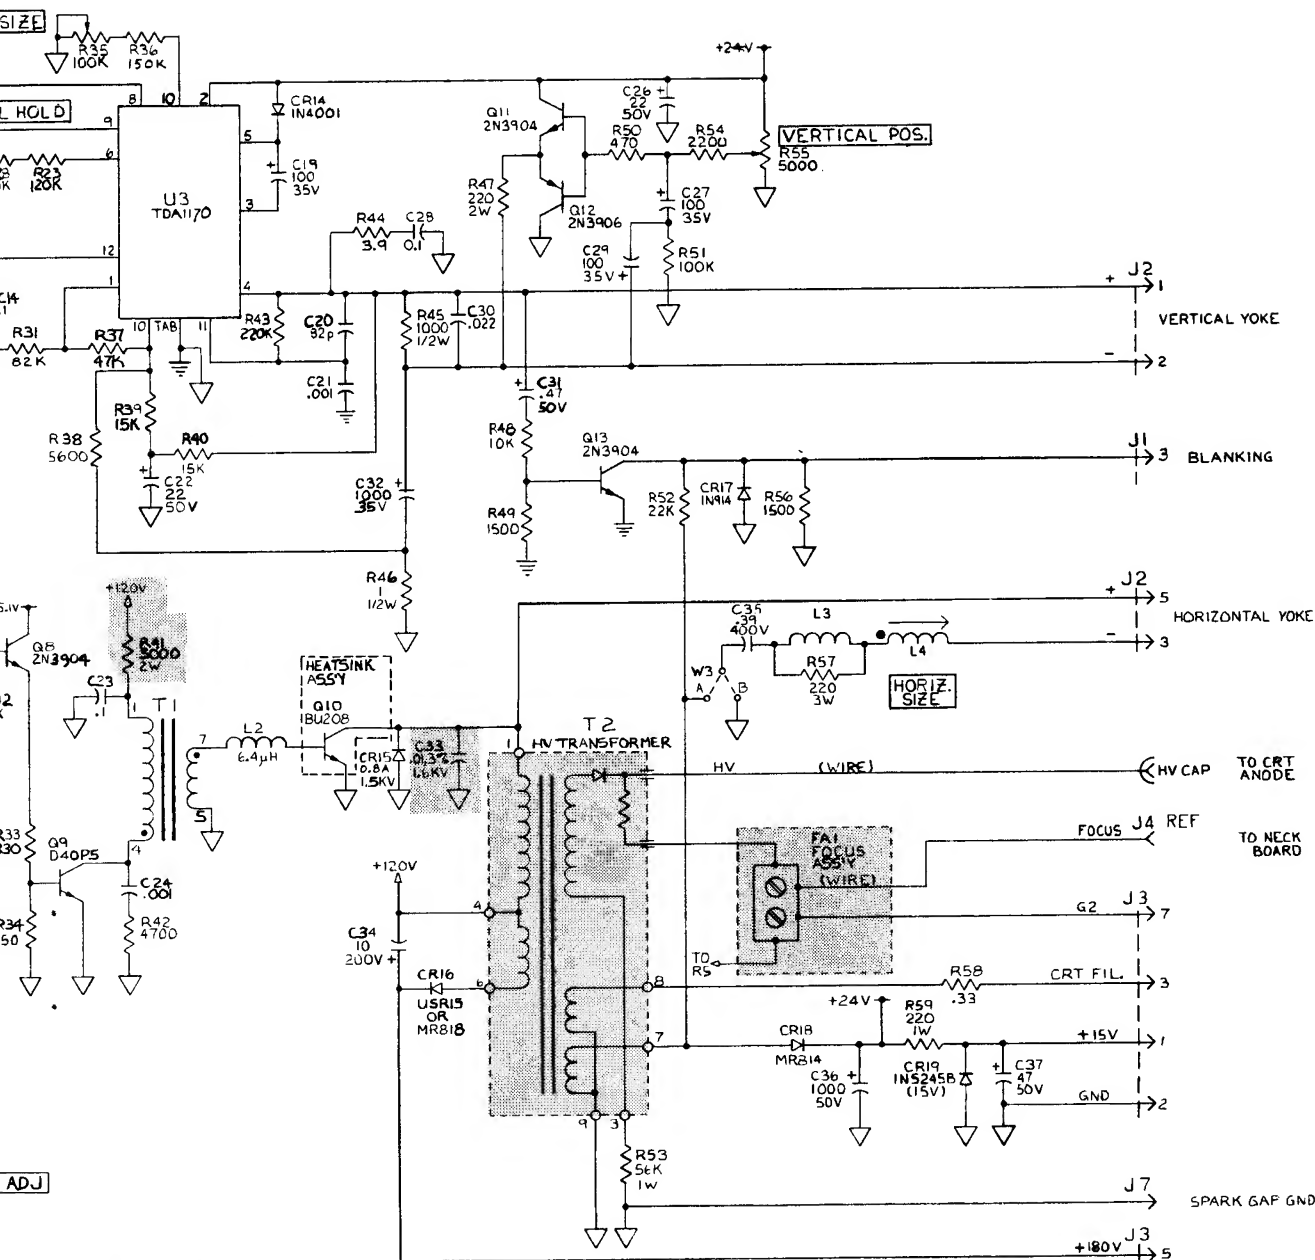 SIZE
R35
100K
R36
150K
+24V
L HOLD
8
10
2
9
6
R23
120K
U3
TDA1170
5
3
12
1
4
10
TAB
11
CR14
1N4001
C19
100
35V
Q11
2N3904
C26
22
50V
R50
470
R54
2200
VERTICAL POS.
R55
5000
R47
220
2W
Q12
2N3906
C27
100
35V
R44
3.9
C28
0.1
C29
100
35V+
R51
100K
J2
+
1
VERTICAL YOKE
-
2
C14
R31
82K
R37
47K
R43
220K
C20
82p
R45
1000
1/2W
C30
.022
C21
.001
C31
.47
50V
R39
15K
R38
5600
R40
15K
C22
22
50V
R48
10K
Q13
2N3904
J1
3
BLANKING
C32
1000
35V
R49
1500
R52
22K
CR17
1N914
R56
1500
R46
1
1/2W
J2
+
5
HORIZONTAL YOKE
-
3
C35
.39
400V
L3
R57
220
3W
L4
HORIZ.
SIZE
W3
A
B
+120V
R41
3000
2W
Q8
2N3904
C23
.1
T1
1
7
5
4
L2
6.4µH
HEATSINK
ASS'Y
Q10
BU208
CR15
0.8A
1.5KV
C33
.013%
1.6KV
T2
HV TRANSFORMER
1
HV
(WIRE)
HV CAP
TO CRT
ANODE
J4
REF
FOCUS
TO NECK
BOARD
FA1
FOCUS
ASS'Y
(WIRE)
TO
R5
G2
J3
7
R33
R34
Q9
D40P5
C24
.001
R42
4700
+120V
C34
10
200V+
4
6
CR16
USR15
OR
MR818
8
R58
.33
CRT FIL.
3
+24V
R59
220
1W
7
CR18
MR814
+15V
1
C36
1000
50V
CR19
1N5245B
(15V)
C37
47
50V
GND
2
9
3
R53
56K
1W
ADJ
J7
SPARK GAP GND
J3
+180V
5